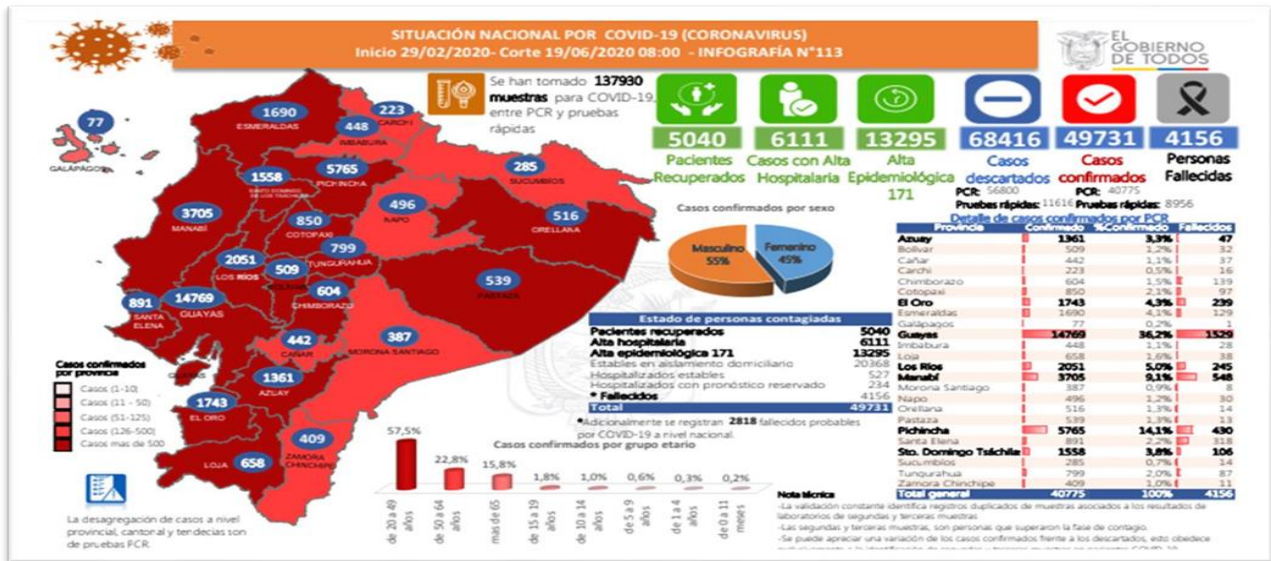 SITUACIÓN NACIONAL POR COVID-19 (CORONAVIRUS)
Inicio 29/02/2020- Corte 19/06/2020 08:00 - INFOGRAFÍA N°113
EL
GOBIERNO
DE TODOS
Se han tomado 137930
muestras para COVID-19,
entre PCR y pruebas
rápidas
5040
Pacientes
Recuperados
6111
Casos con Alta
Hospitalaria
13295
Alta
Epidemiológica
171
68416
Casos
descartados
PCR: 56800
Pruebas rápidas: 11616
49731
Casos
confirmados
PCR: 40775
Pruebas rápidas: 8956
4156
Personas
Fallecidas
77
GALÁPAGOS
1690
ESMERALDAS
223
CARCHI
448
IMBABURA
5765
PICHINCHA
1558
285
SUCUMBÍOS
3705
MANABÍ
850
COTOPAXI
496
NAPO
516
ORELLANA
799
TUNGURAHUA
2051
LOS RÍOS
509
539
PASTAZA
604
CHIMBORAZO
891
SANTA
ELENA
14769
GUAYAS
442
CAÑAR
387
MORONA SANTIAGO
1361
AZUAY
1743
EL ORO
409
ZAMORA
CHINCHIPE
LOJA 658
Casos confirmados
por provincia
Casos (1-10)
Casos (11 - 50)
Casos (51-125)
Casos (126-500)
Casos mas de 500
La desagregación de casos a nivel
provincial, cantonal y tendecias son
de pruebas PCR.
Casos confirmados por sexo
Masculino
55%
Femenino
45%
Estado de personas contagiadas
Pacientes recuperados 5040
Alta hospitalaria 6111
Alta epidemiológica 171 13295
Estables en aislamiento domiciliario 20368
Hospitalizados estables 527
Hospitalizados con pronóstico reservado 234
* Fallecidos 4156
Total 49731
*Adicionalmente se registran 2818 fallecidos probables
por COVID-19 a nivel nacional.
Casos confirmados por grupo etario
57,5%
22,8%
15,8%
1,8%
1,0%
0,6%
0,3%
0,2%
de 20 a 49 años
de 50 a 64 años
mas de 65
de 15 a 19 años
de 10 a 14 años
de 5 a 9 años
de 1 a 4 años
de 0 a 11 meses
Detalle de casos confirmados por PCR
Provincia Confirmado %Confirmado Fallecidos
Azuay 1361 3,3% 47
Bolívar 509 1,2% 32
Cañar 442 1,1% 37
Carchi 223 0,5% 16
Chimborazo 604 1,5% 139
Cotopaxi 850 2,1% 97
El Oro 1743 4,3% 239
Esmeraldas 1690 4,1% 129
Galápagos 77 0,2% 1
Guayas 14769 36,2% 1529
Imbabura 448 1,1% 28
Loja 658 1,6% 38
Los Ríos 2051 5,0% 245
Manabí 3705 9,1% 548
Morona Santiago 387 0,9% 8
Napo 496 1,2% 30
Orellana 516 1,3% 14
Pastaza 539 1,3% 13
Pichincha 5765 14,1% 430
Santa Elena 891 2,2% 318
Sto. Domingo Tsáchila 1558 3,8% 106
Sucumbíos 285 0,7% 14
Tungurahua 799 2,0% 87
Zamora Chinchipe 409 1,0% 11
Total general 40775 100% 4156
Nota técnica
-La validación constante identifica registros duplicados de muestras asociados a los resultados de
laboratorios de segundas y terceras muestras
-Las segundas y terceras muestras, son personas que superaron la fase de contagio.
-Se puede apreciar una variación de los casos confirmados frente a los descartados, esto obedece